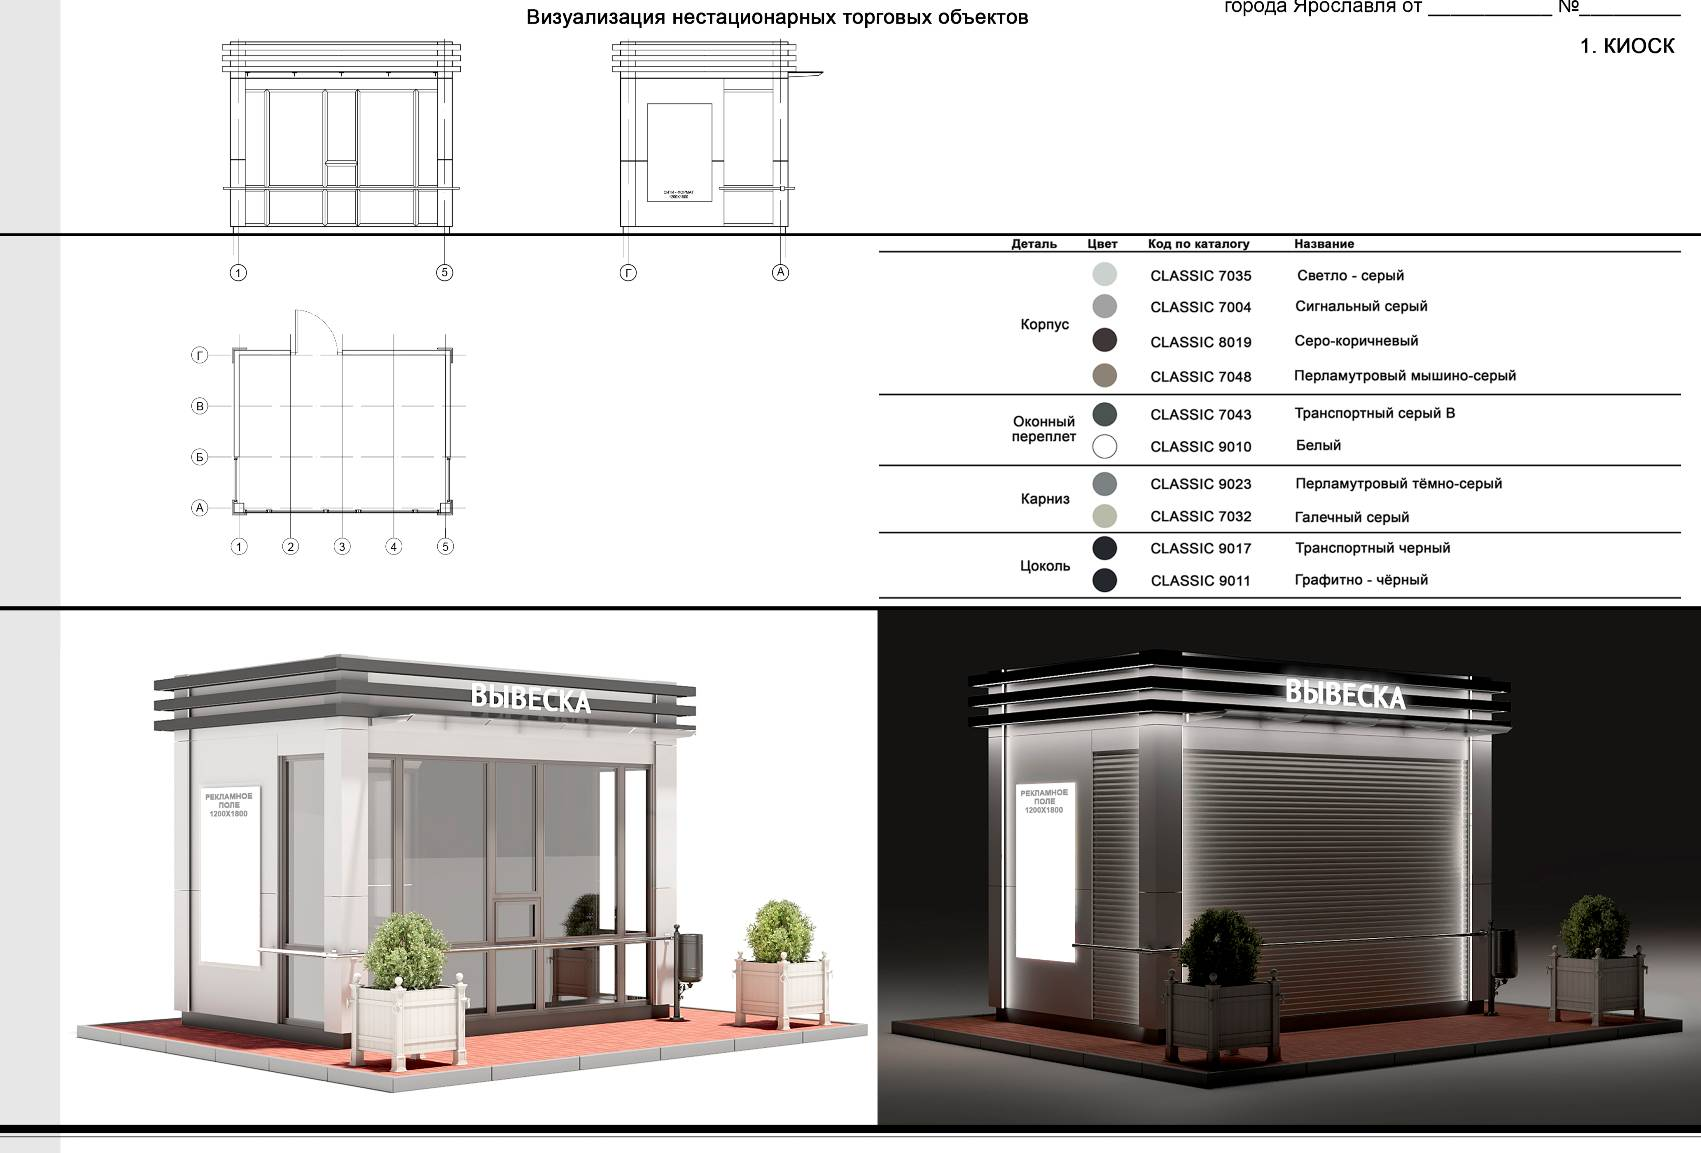 города Ярославля от ___________ №_________
Визуализация нестационарных торговых объектов
1. КИОСК
СИТИ - ФОРМАТ
1200Х1800
1
5
Г
А
Деталь Цвет Код по каталогу Название
CLASSIC 7035 Светло - серый
CLASSIC 7004 Сигнальный серый
Корпус
CLASSIC 8019 Серо-коричневый
CLASSIC 7048 Перламутровый мышино-серый
Оконный
переплет
CLASSIC 7043 Транспортный серый В
CLASSIC 9010 Белый
Карниз
CLASSIC 9023 Перламутровый тёмно-серый
CLASSIC 7032 Галечный серый
Цоколь
CLASSIC 9017 Транспортный черный
CLASSIC 9011 Графитно - чёрный
Г
В
Б
А
1
2
3
4
5
ВЫВЕСКА
РЕКЛАМНОЕ
ПОЛЕ
1200Х1800
ВЫВЕСКА
РЕКЛАМНОЕ
ПОЛЕ
1200Х1800